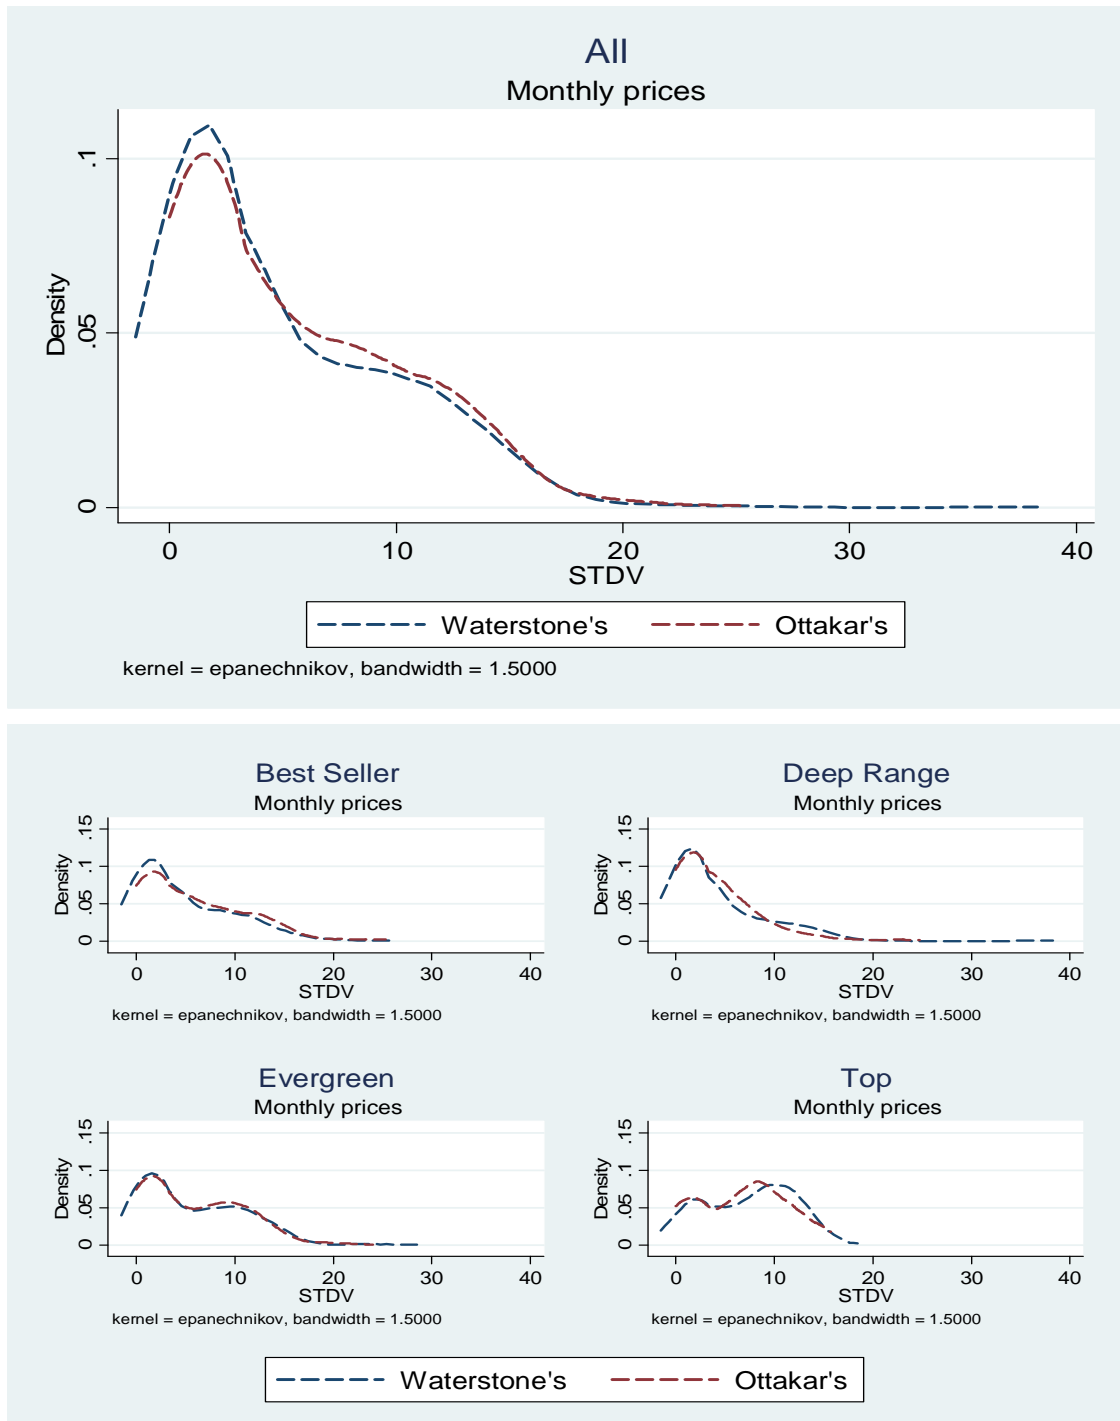 All
Monthly prices
.1
.05
0
Density
0 10 20 30 40
STDV
Waterstone's Ottakar's
kernel = epanechnikov, bandwidth = 1.5000
Best Seller
Monthly prices
.15
.1
.05
0
Density
0 10 20 30 40
STDV
kernel = epanechnikov, bandwidth = 1.5000
Deep Range
Monthly prices
.15
.1
.05
0
Density
0 10 20 30 40
STDV
kernel = epanechnikov, bandwidth = 1.5000
Evergreen
Monthly prices
.15
.1
.05
0
Density
0 10 20 30 40
STDV
kernel = epanechnikov, bandwidth = 1.5000
Top
Monthly prices
.15
.1
.05
0
Density
0 10 20 30 40
STDV
kernel = epanechnikov, bandwidth = 1.5000
Waterstone's Ottakar's